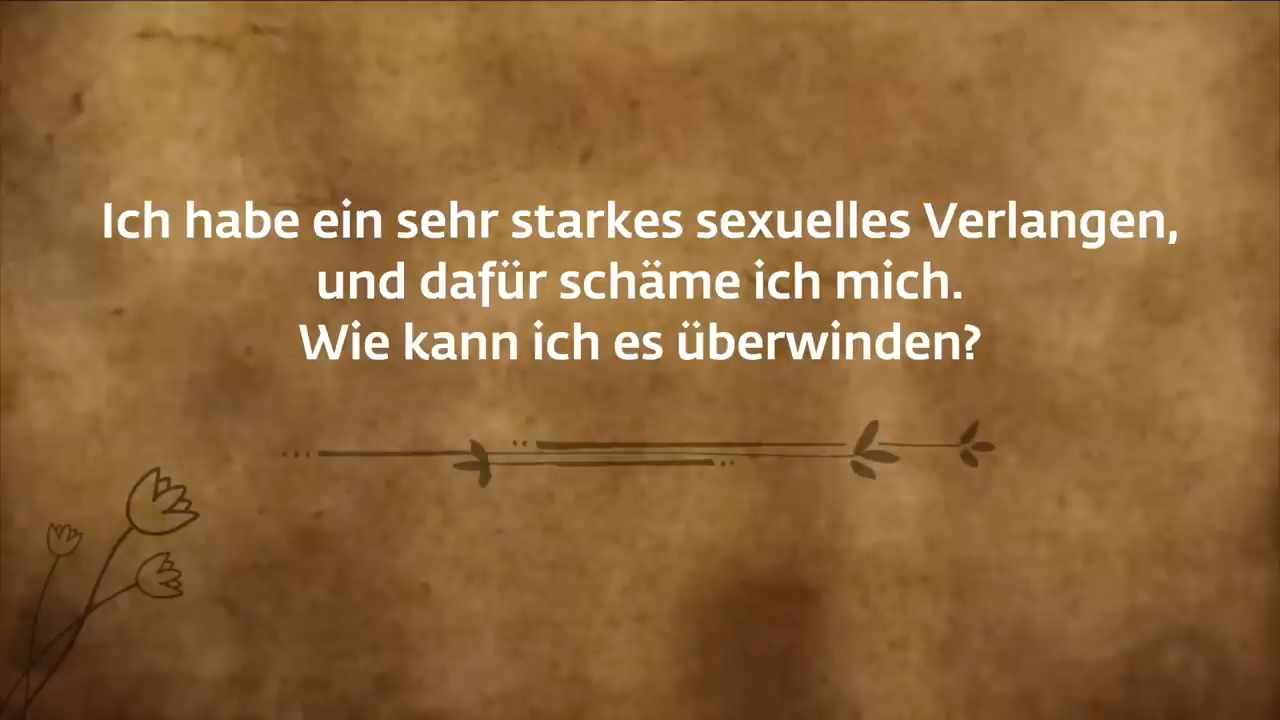 Ich habe ein sehr starkes sexuelles Verlangen,
und dafür schäme ich mich.
Wie kann ich es überwinden?